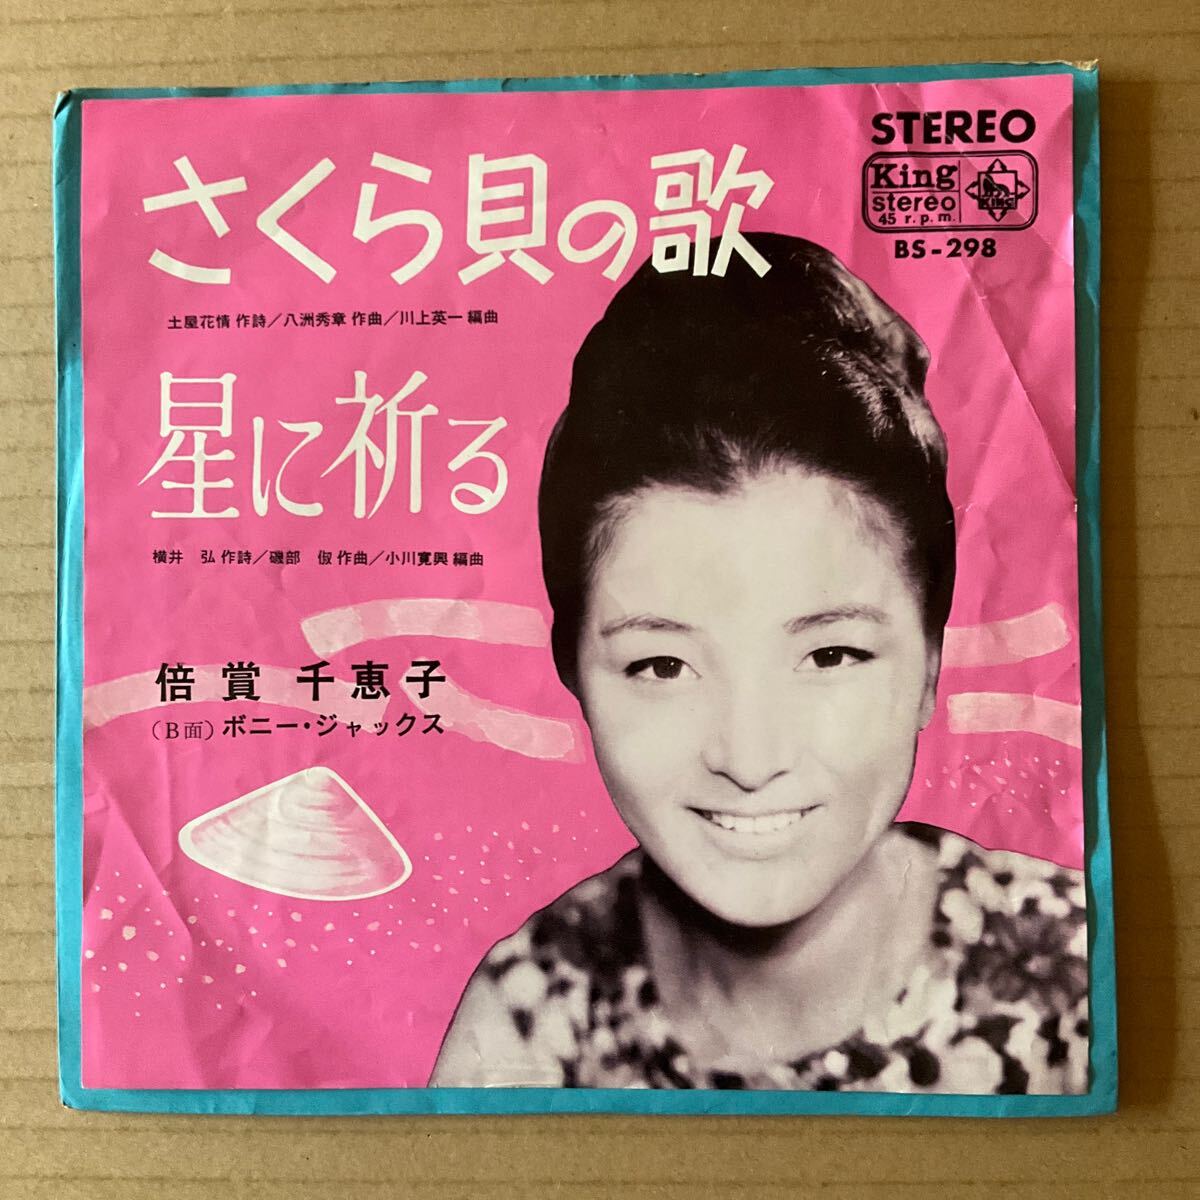 STEREO
King
stereo
45 r.p.m.
KING
BS-298
さくら貝の歌
土屋花情 作詩／八洲秀章 作曲／川上英一 編曲
星に祈る
横井 弘 作詩／磯部 俶 作曲／小川寛興 編曲
倍賞 千恵子
（B面）ボニー・ジャックス